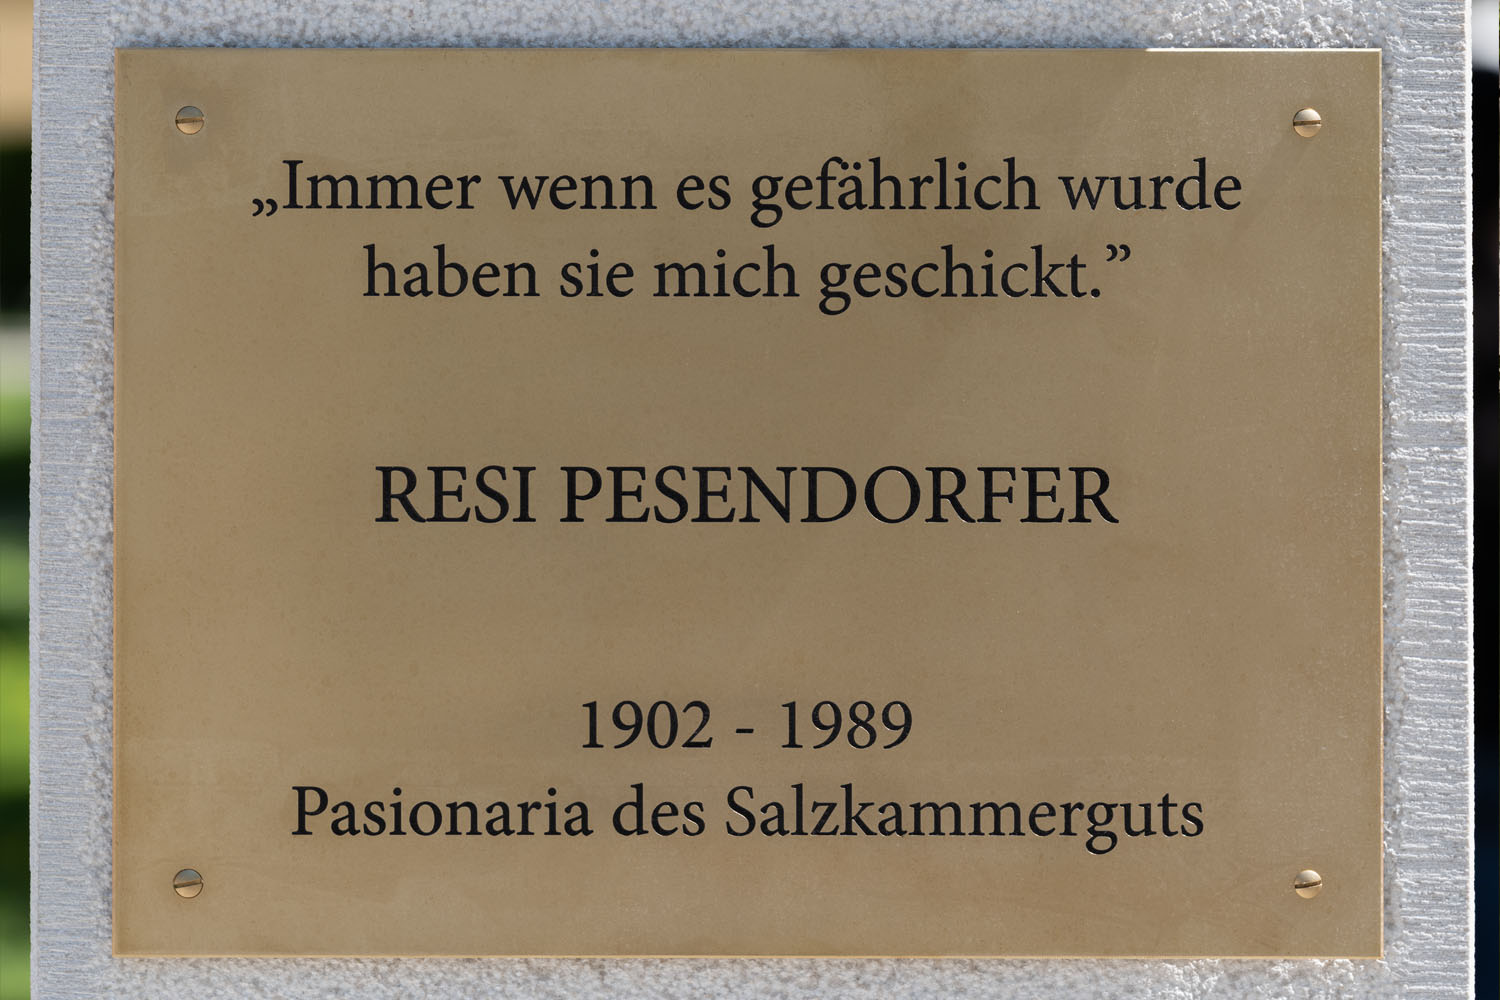 „Immer wenn es gefährlich wurde
haben sie mich geschickt.”
RESI PESENDORFER
1902 - 1989
Pasionaria des Salzkammerguts